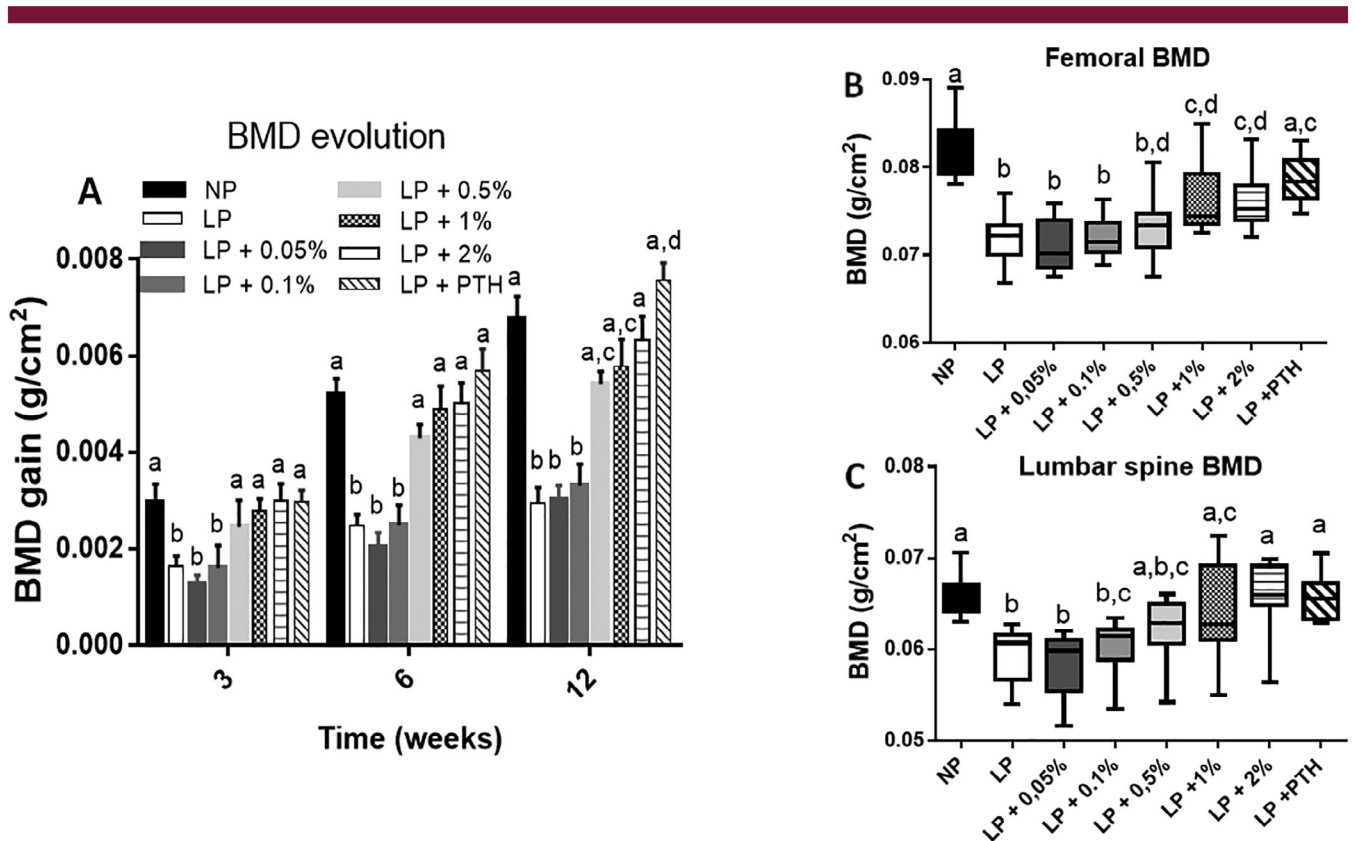 BMD evolution
A
NP
LP
LP + 0.05%
LP + 0.1%
LP + 0.5%
LP + 1%
LP + 2%
LP + PTH
BMD gain (g/cm²)
0.008
0.006
0.004
0.002
0.000
a
b
b
b
a
a
a
a
a
b
b
b
a
a
a
a
a
b
b
b
a,c
a,c
a
a,d
3
6
12
Time (weeks)
B
Femoral BMD
BMD (g/cm²)
0.09
0.08
0.07
0.06
a
b
b
b
b,d
c,d
c,d
a,c
NP
LP
LP + 0,05%
LP + 0.1%
LP + 0,5%
LP +1%
LP + 2%
LP +PTH
C
Lumbar spine BMD
BMD (g/cm²)
0.08
0.07
0.06
0.05
a
b
b
b,c
a,b,c
a,c
a
a
NP
LP
LP + 0,05%
LP + 0.1%
LP + 0,5%
LP +1%
LP + 2%
LP +PTH